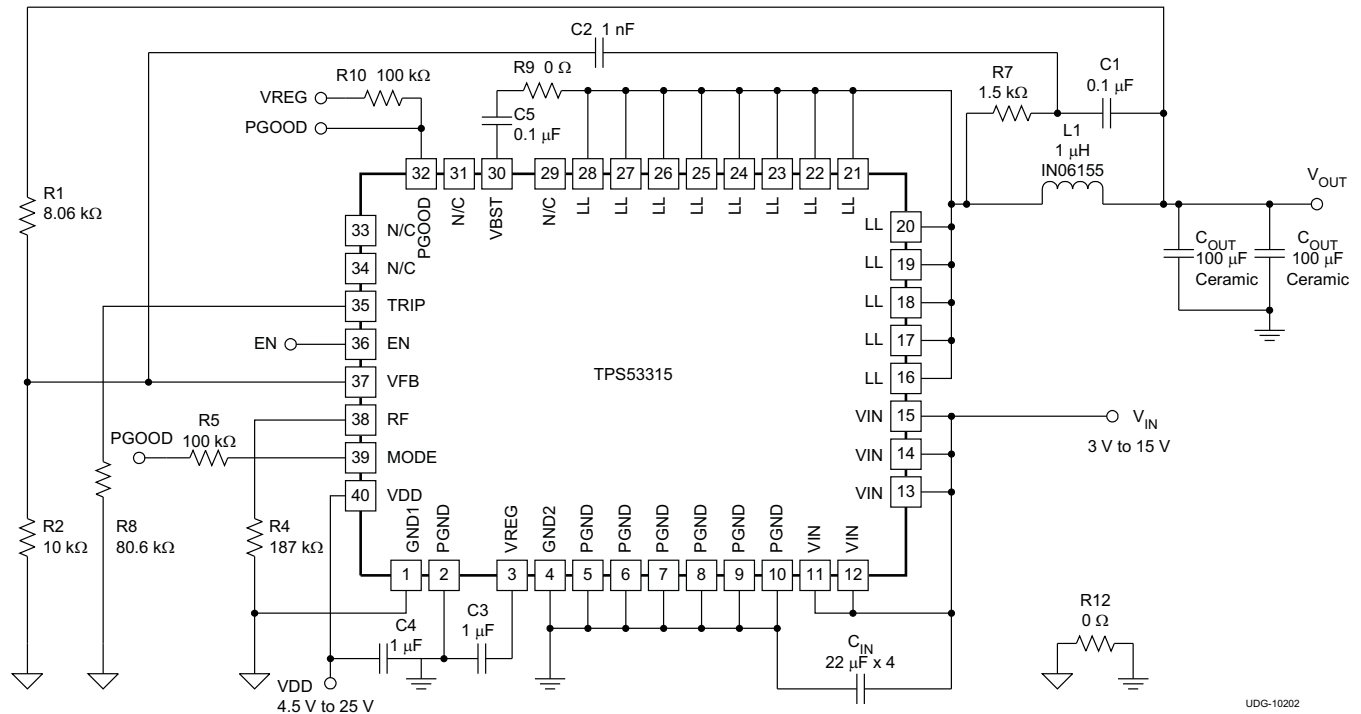 C2 1 nF
R10 100 kΩ
R9 0 Ω
R7
1.5 kΩ
C1
0.1 µF
VREG
PGOOD
C5
0.1 µF
L1
1 µH
IN06155
32 31 30 29 28 27 26 25 24 23 22 21
PGOOD N/C VBST N/C LL LL LL LL LL LL LL LL
R1
8.06 kΩ
VOUT
33 N/C
34 N/C
35 TRIP
EN 36 EN
37 VFB
38 RF
39 MODE
40 VDD
LL 20
LL 19
LL 18
LL 17
LL 16
VIN 15
VIN 14
VIN 13
COUT
100 µF
Ceramic
COUT
100 µF
Ceramic
TPS53315
VIN
3 V to 15 V
PGOOD
R5
100 kΩ
R2
10 kΩ
R8
80.6 kΩ
R4
187 kΩ
GND1 PGND VREG GND2 PGND PGND PGND PGND PGND PGND VIN VIN
1 2 3 4 5 6 7 8 9 10 11 12
C4
1 µF
C3
1 µF
CIN
22 µF x 4
R12
0 Ω
VDD
4.5 V to 25 V
UDG-10202